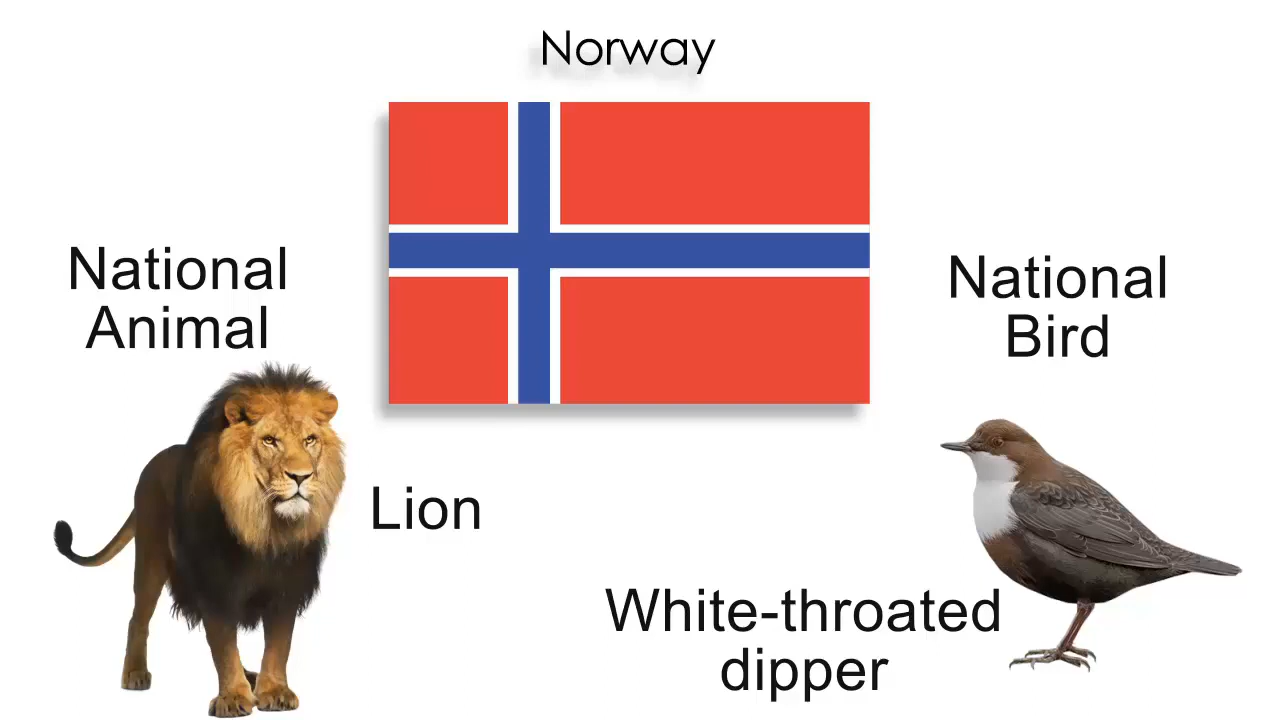 Norway
National
Animal
Lion
National
Bird
White-throated
dipper